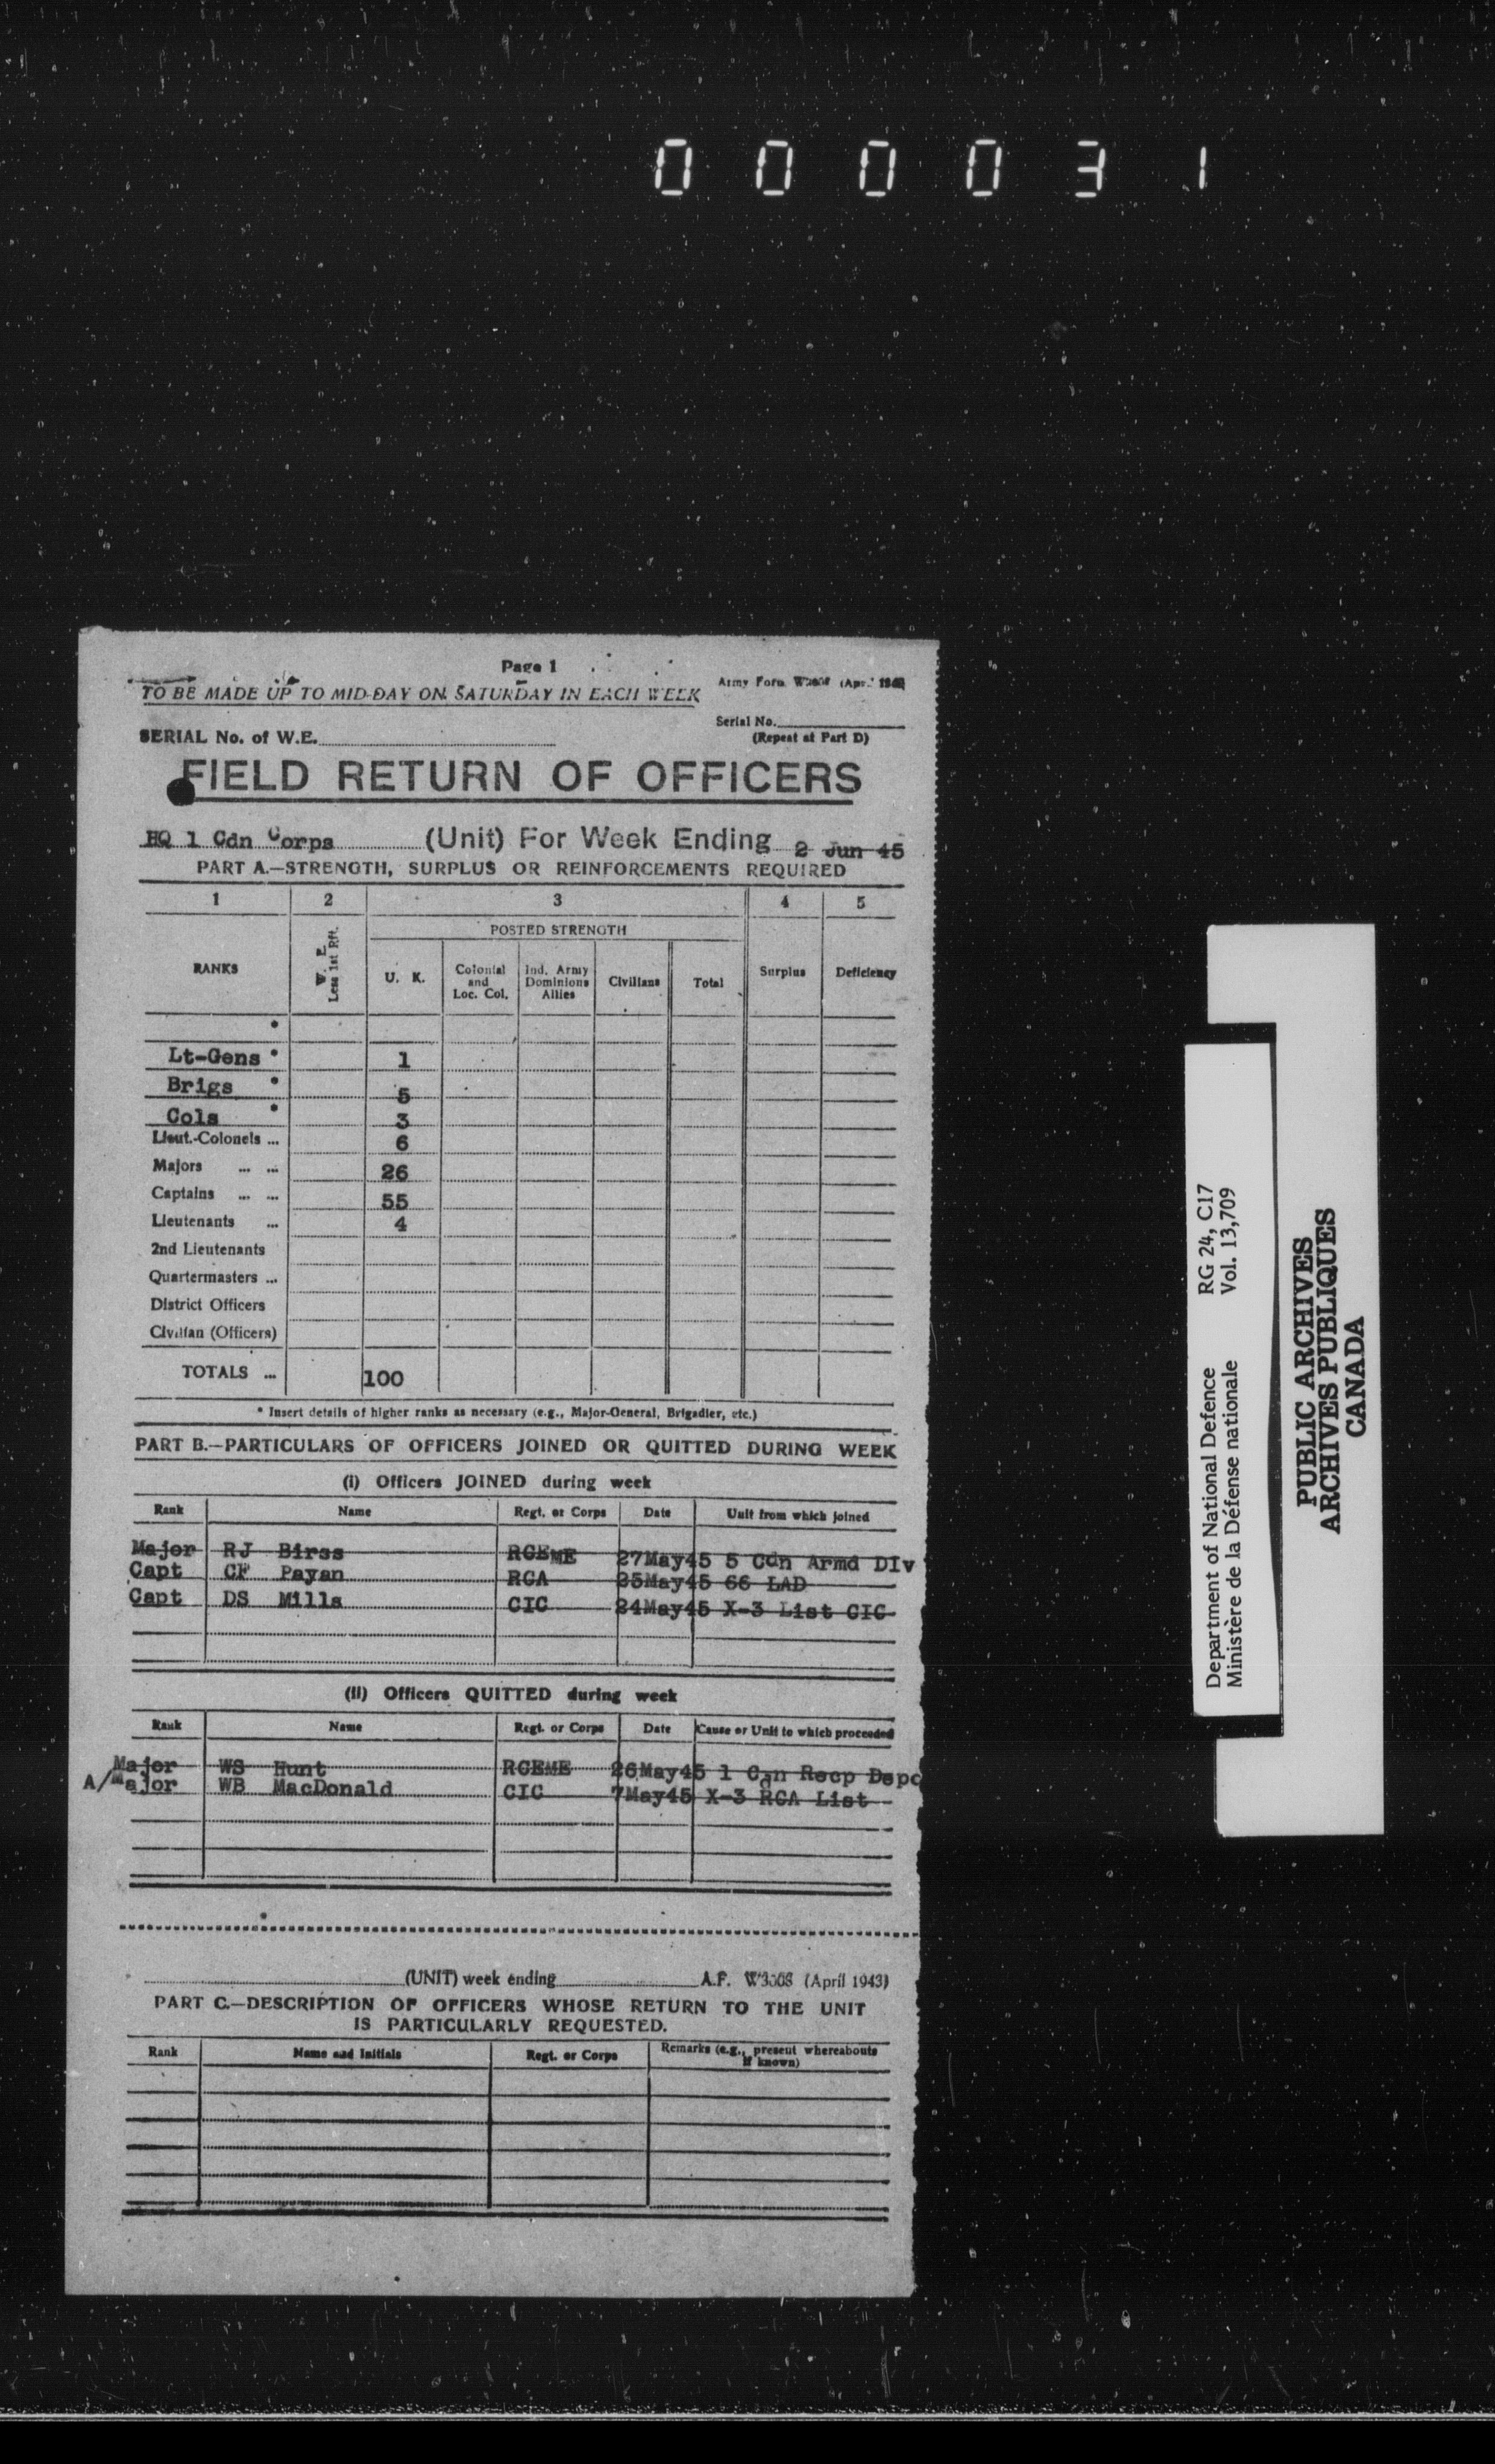 000031
Page 1
TO BE MADE UP TO MID-DAY ON SATURDAY IN EACH WEEK
Army Form W3008 (Apr.
Serial No.
SERIAL No. of W.E.
(Repeat at Part D)
FIELD RETURN OF OFFICERS
HQ 1 Cdn Corps (Unit) For Week Ending 2 Jun 45
PART A.—STRENGTH, SURPLUS OR REINFORCEMENTS REQUIRED
1 2 3 4 5
RANKS W. E. Less 1st Rft. POSTED STRENGTH Surplus Deficiency
U. K. Colonial and Loc. Col. Ind. Army Dominions Allies Civilians Total
*
Lt-Gens * 1
Brigs * 5
Cols * 3
Lieut.-Colonels ... 6
Majors ... ... 26
Captains ... ... 55
Lieutenants ... 4
2nd Lieutenants
Quartermasters ...
District Officers
Civilian (Officers)
TOTALS ... 100
* Insert details of higher ranks as necessary (e.g., Major-General, Brigadier, etc.)
PART B.—PARTICULARS OF OFFICERS JOINED OR QUITTED DURING WEEK
(i) Officers JOINED during week
Rank Name Regt. or Corps Date Unit from which joined
Major RJ Birss RCEME 27May45 5 Cdn Armd DIv
Capt CF Payan RCA 25May45 66 LAD
Capt DS Mills CIC 24May45 X-3 List CIC
(ii) Officers QUITTED during week
Rank Name Regt. or Corps Date Cause or Unit to which proceeded
Major WS Hunt RCEME 26May45 1 Cdn Recp Depo
A/Major WB MacDonald CIC 7May45 X-3 RCA List
(UNIT) week ending A.F. W3008 (April 1943)
PART C.—DESCRIPTION OF OFFICERS WHOSE RETURN TO THE UNIT
IS PARTICULARLY REQUESTED.
Rank Name and Initials Regt. or Corps Remarks (e.g., present whereabouts if known)
Department of National Defence RG 24, C17
Ministère de la Défense nationale Vol. 13,709
PUBLIC ARCHIVES
ARCHIVES PUBLIQUES
CANADA